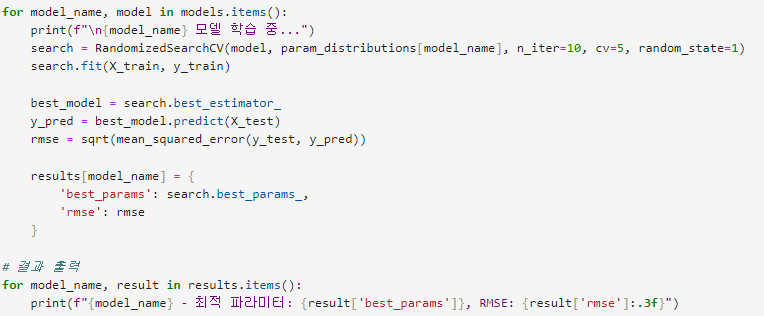 for model_name, model in models.items():
    print(f"\n{model_name} 모델 학습 중...")
    search = RandomizedSearchCV(model, param_distributions[model_name], n_iter=10, cv=5, random_state=1)
    search.fit(X_train, y_train)

    best_model = search.best_estimator_
    y_pred = best_model.predict(X_test)
    rmse = sqrt(mean_squared_error(y_test, y_pred))

    results[model_name] = {
        'best_params': search.best_params_,
        'rmse': rmse
    }

# 결과 출력
for model_name, result in results.items():
    print(f"{model_name} - 최적 파라미터: {result['best_params']}, RMSE: {result['rmse']:.3f}")